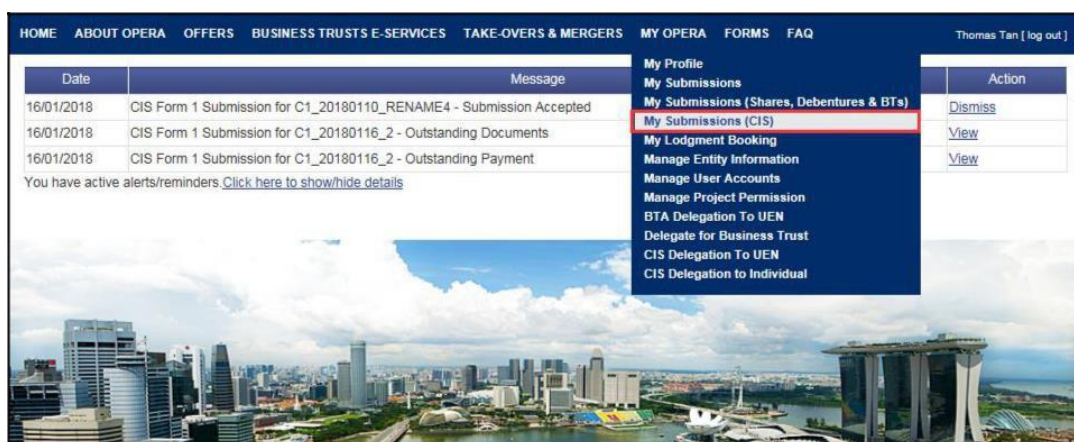 HOME ABOUT OPERA OFFERS BUSINESS TRUSTS E-SERVICES TAKE-OVERS & MERGERS MY OPERA FORMS FAQ Thomas Tan [ log out ]
My Profile
My Submissions
My Submissions (Shares, Debentures & BTs)
My Submissions (CIS)
My Lodgment Booking
Manage Entity Information
Manage User Accounts
Manage Project Permission
BTA Delegation To UEN
Delegate for Business Trust
CIS Delegation To UEN
CIS Delegation to Individual
Date Message Action
16/01/2018 CIS Form 1 Submission for C1_20180110_RENAME4 - Submission Accepted Dismiss
16/01/2018 CIS Form 1 Submission for C1_20180116_2 - Outstanding Documents View
16/01/2018 CIS Form 1 Submission for C1_20180116_2 - Outstanding Payment View
You have active alerts/reminders.Click here to show/hide details